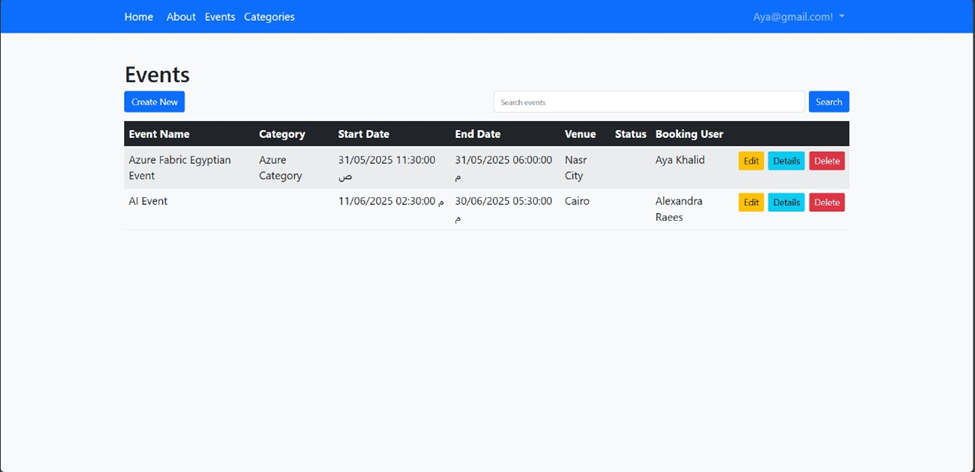 Home About Events Categories Aya@gmail.com!
Events
Create New Search events Search
Event Name Category Start Date End Date Venue Status Booking User
Azure Fabric Egyptian Azure 31/05/2025 11:30:00 31/05/2025 06:00:00 Nasr Aya Khalid Edit Details Delete
Event Category ص م City
AI Event 11/06/2025 02:30:00 م 30/06/2025 05:30:00 Cairo Alexandra Edit Details Delete
م Raees